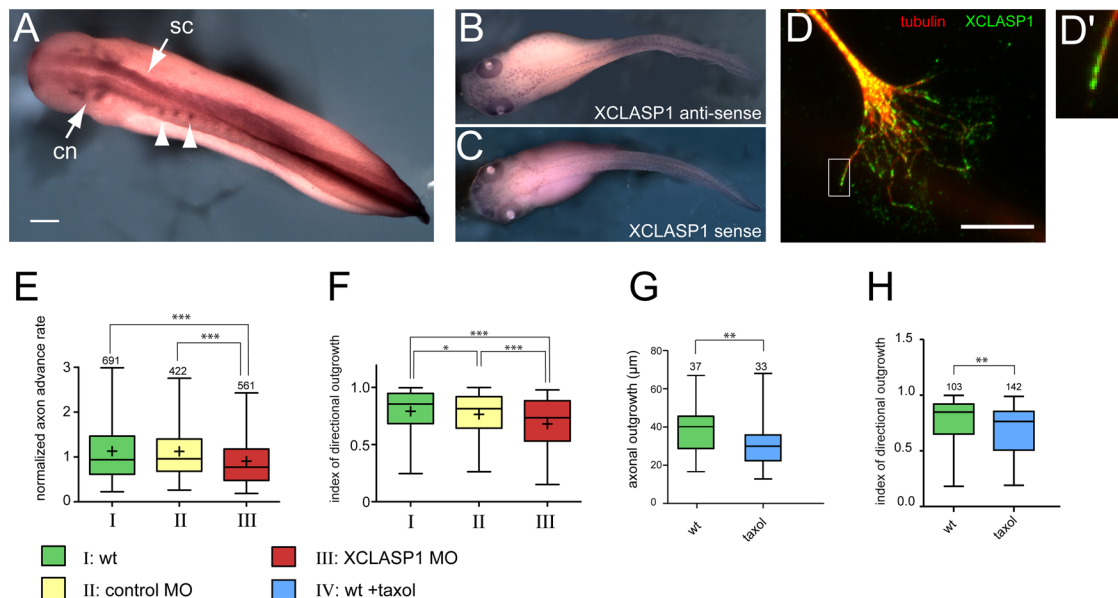 A
sc
cn
B
XCLASP1 anti-sense
C
XCLASP1 sense
D
tubulin XCLASP1
D'
E
normalized axon advance rate
3
2
1
0
691
422
561
***
***
I II III
F
index of directional outgrowth
1.0
0.5
0
***
* ***
I II III
G
axonal outgrowth (µm)
80
60
40
20
0
**
37 33
wt taxol
H
index of directional outgrowth
1.5
1.0
0.5
0.0
**
103 142
wt taxol
I: wt
II: control MO
III: XCLASP1 MO
IV: wt +taxol